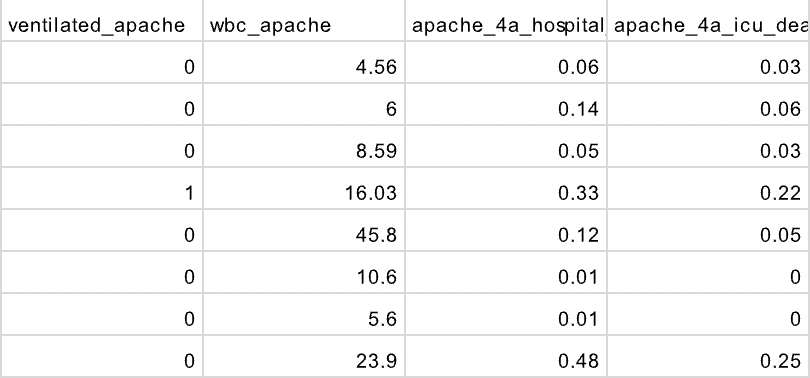 ventilated_apache wbc_apache apache_4a_hospital_ apache_4a_icu_dea
0 4.56 0.06 0.03
0 6 0.14 0.06
0 8.59 0.05 0.03
1 16.03 0.33 0.22
0 45.8 0.12 0.05
0 10.6 0.01 0
0 5.6 0.01 0
0 23.9 0.48 0.25